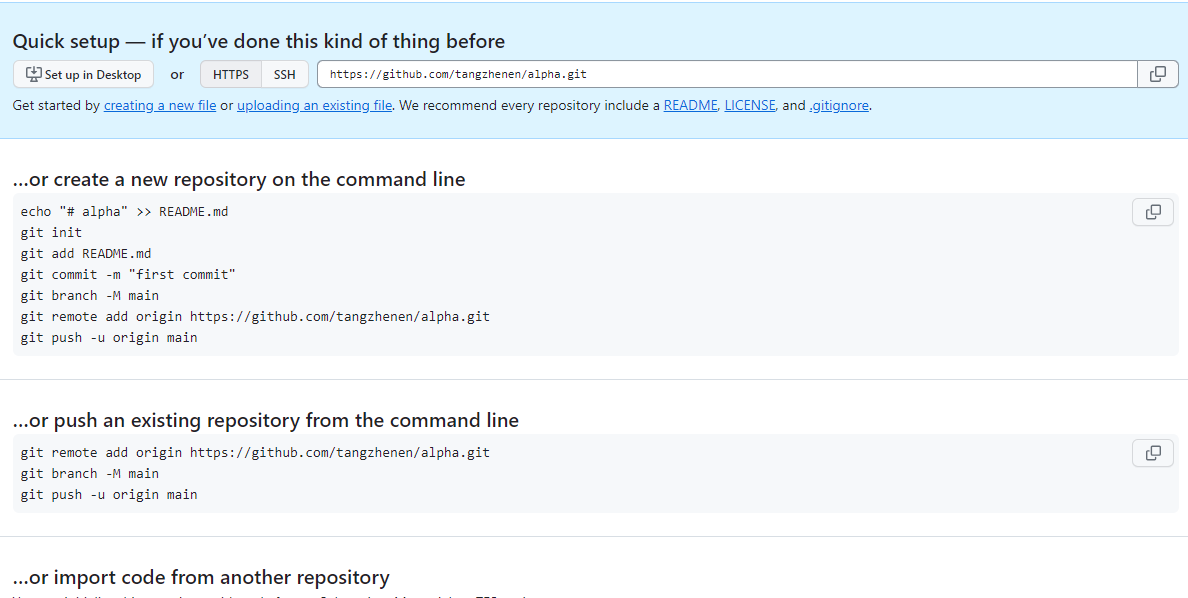 Quick setup — if you’ve done this kind of thing before
Set up in Desktop or HTTPS SSH https://github.com/tangzhenen/alpha.git
Get started by creating a new file or uploading an existing file. We recommend every repository include a README, LICENSE, and .gitignore.
…or create a new repository on the command line
echo "# alpha" >> README.md
git init
git add README.md
git commit -m "first commit"
git branch -M main
git remote add origin https://github.com/tangzhenen/alpha.git
git push -u origin main
…or push an existing repository from the command line
git remote add origin https://github.com/tangzhenen/alpha.git
git branch -M main
git push -u origin main
…or import code from another repository